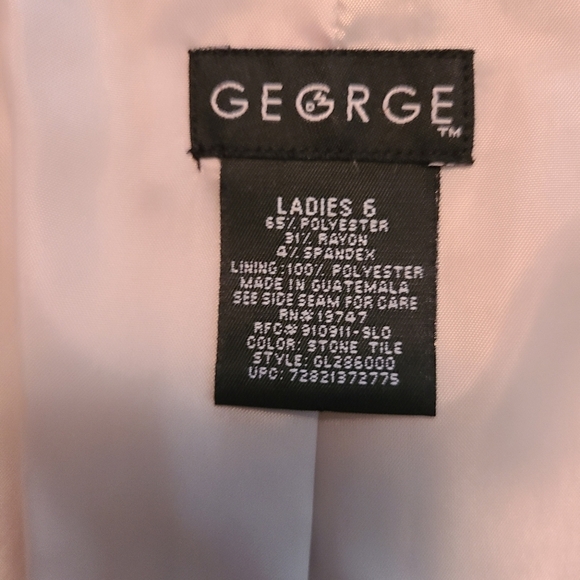 GEORGE
TM
LADIES 6
65% POLYESTER
31% RAYON
4% SPANDEX
LINING: 100% POLYESTER
MADE IN GUATEMALA
SEE SIDE SEAM FOR CARE
RN# 19747
RFC# 910911-9L0
COLOR: STONE TILE
STYLE: GL286000
UPC: 72821372775